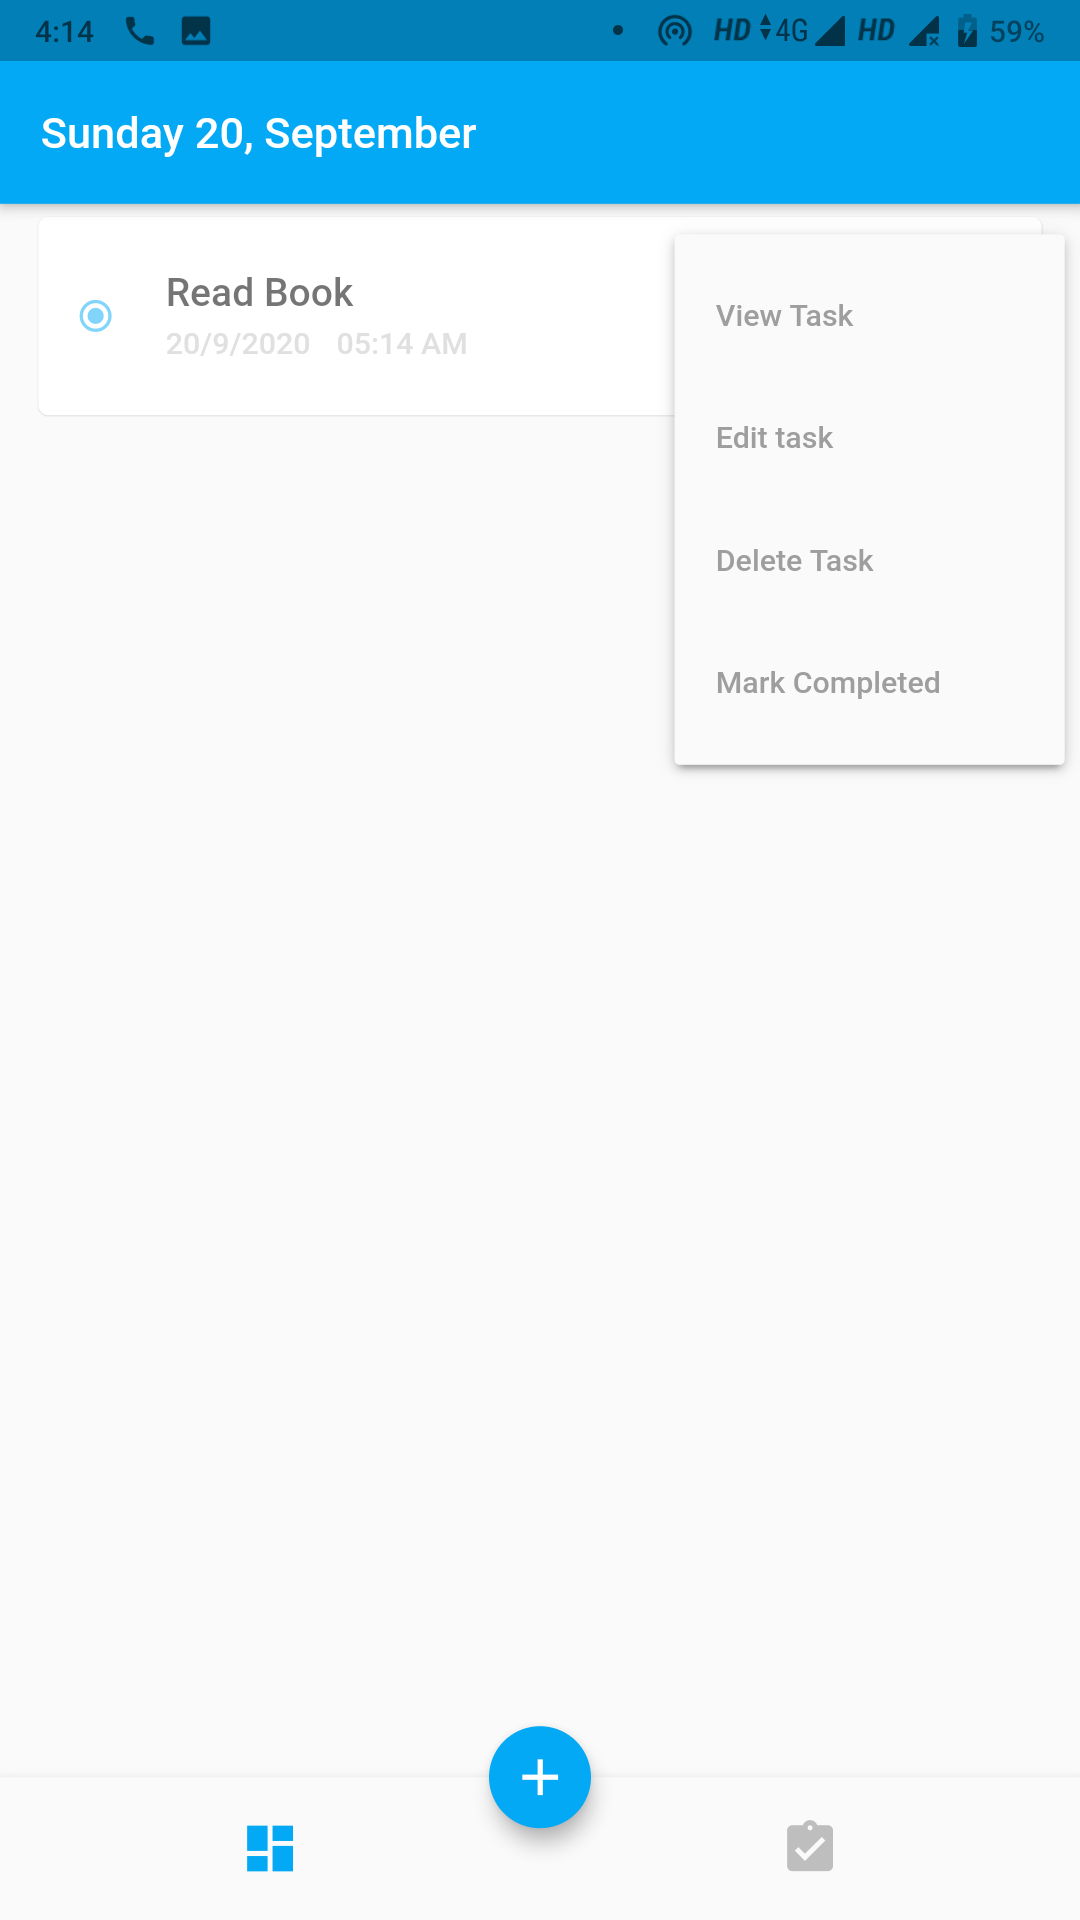 4:14 HD 4G HD 59%
Sunday 20, September
Read Book
20/9/2020 05:14 AM
View Task
Edit task
Delete Task
Mark Completed